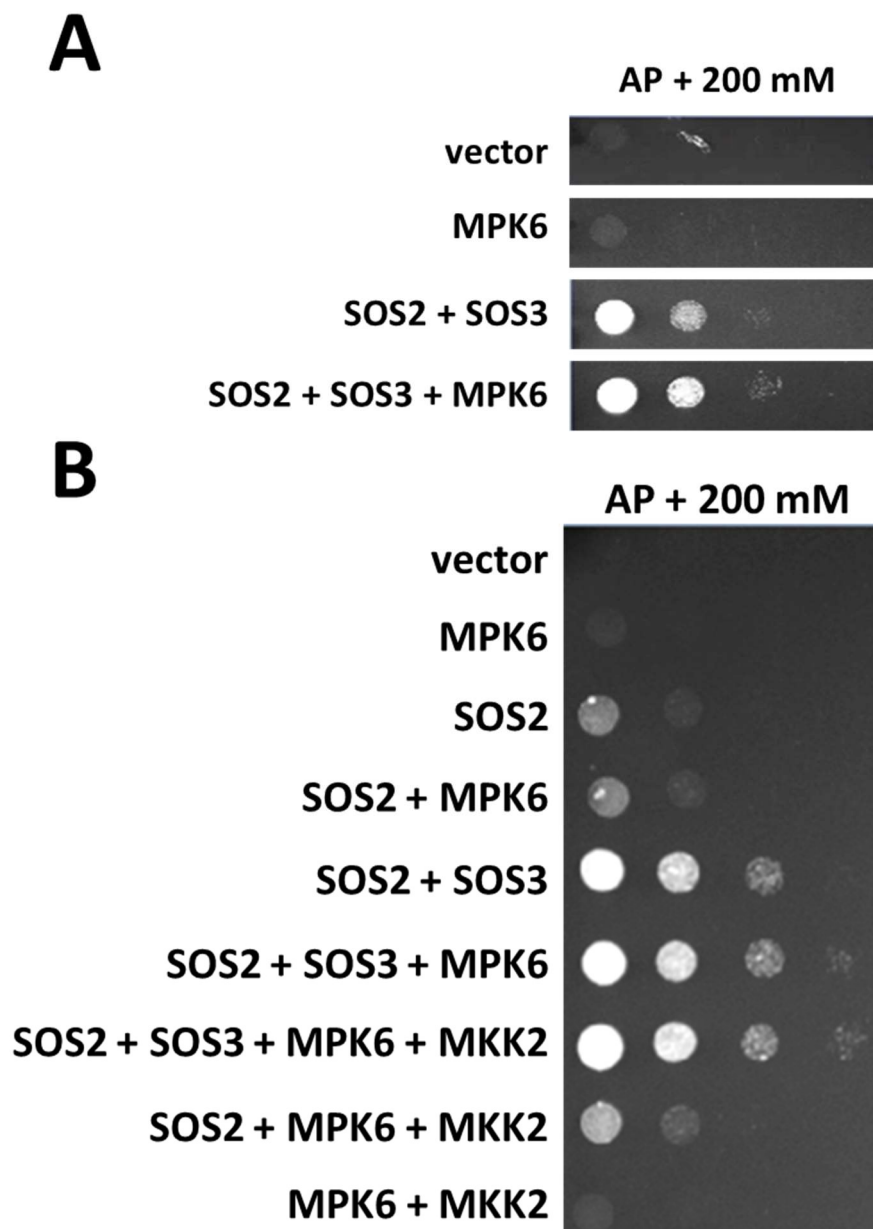 A
AP + 200 mM
vector
MPK6
SOS2 + SOS3
SOS2 + SOS3 + MPK6
B
AP + 200 mM
vector
MPK6
SOS2
SOS2 + MPK6
SOS2 + SOS3
SOS2 + SOS3 + MPK6
SOS2 + SOS3 + MPK6 + MKK2
SOS2 + MPK6 + MKK2
MPK6 + MKK2